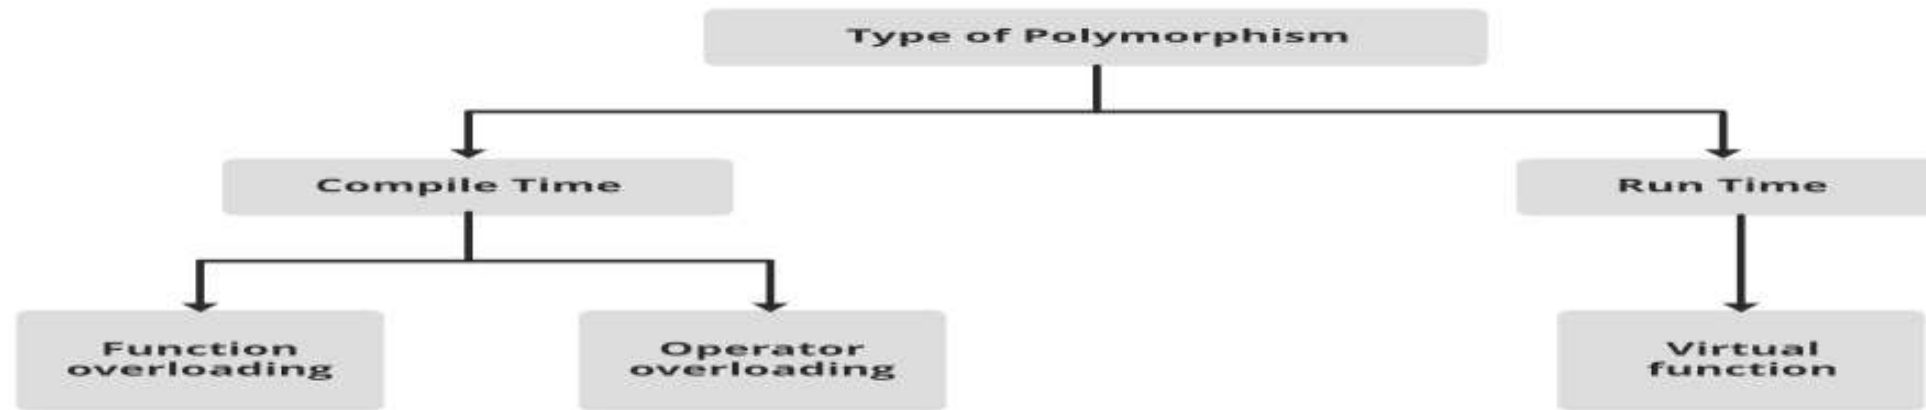 Type of Polymorphism
Compile Time
Run Time
Function
overloading
Operator
overloading
Virtual
function